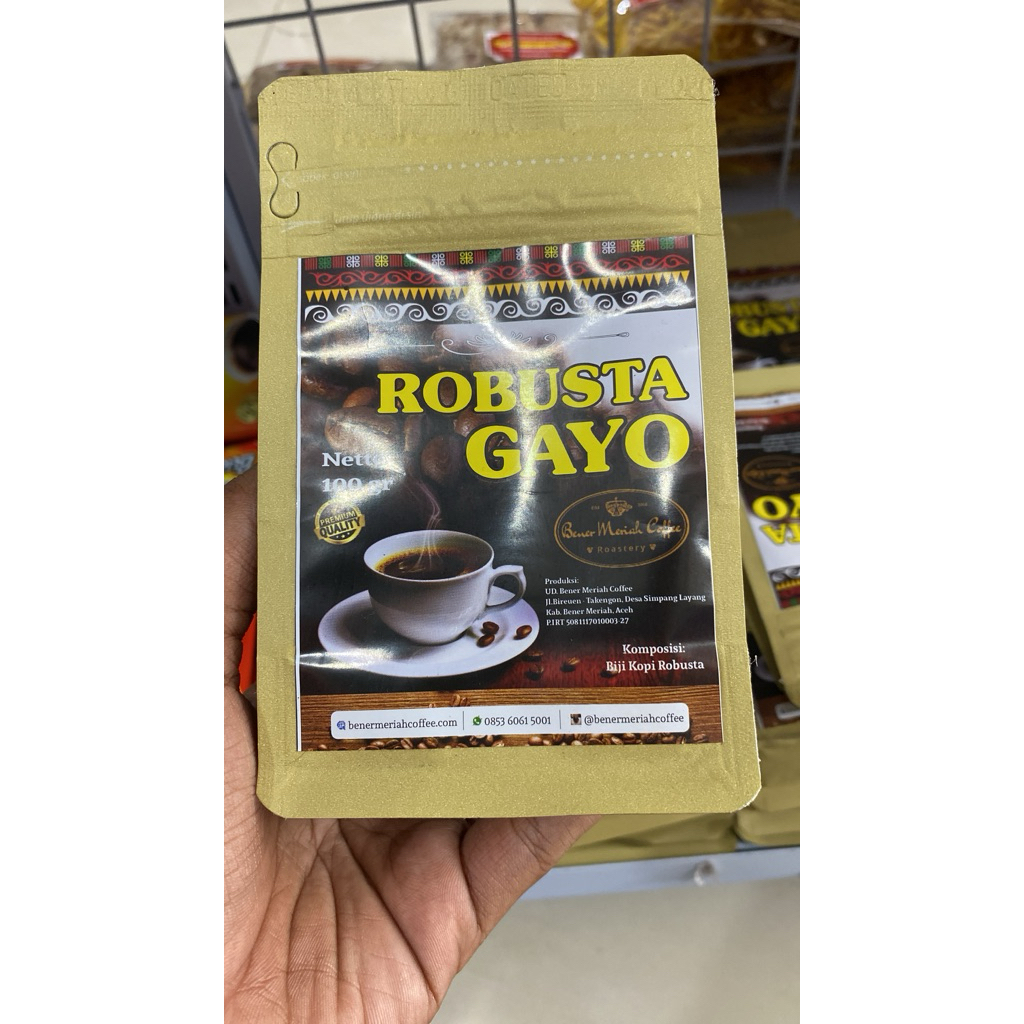 ROBUSTA
GAYO
Netto
100 gr
PREMIUM
QUALITY
Bener Meriah Coffee
Roastery
Produksi:
UD. Bener Meriah Coffee
Jl.Bireuen - Takengon, Desa Simpang Layang
Kab. Bener Meriah, Aceh
P.IRT 5081117010003-27
Komposisi:
Biji Kopi Robusta
benermeriahcoffee.com
0853 6061 5001
@benermeriahcoffee
GAYO